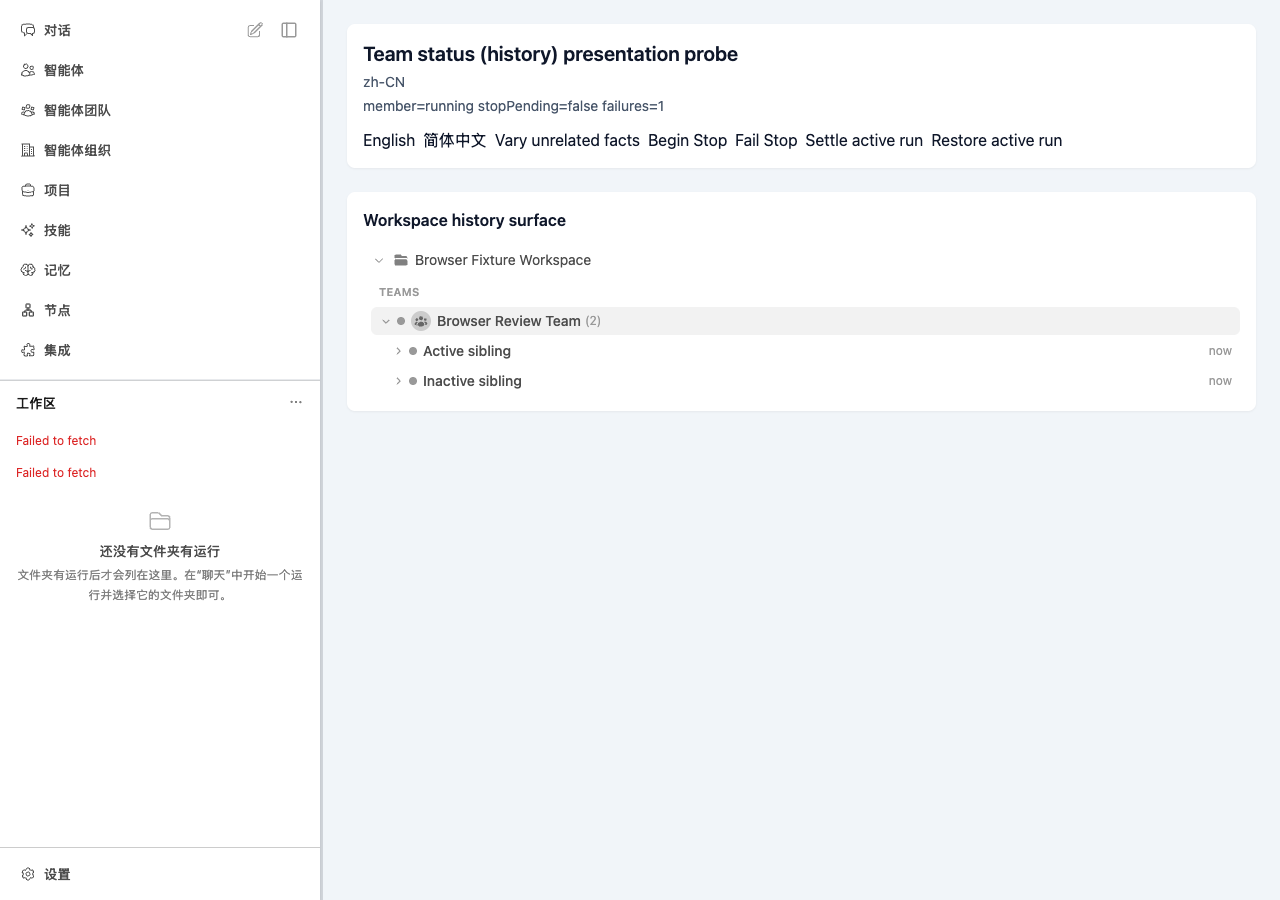 对话
智能体
智能体团队
智能体组织
项目
技能
记忆
节点
集成
工作区
Failed to fetch
Failed to fetch
还没有文件夹有运行
文件夹有运行后才会列在这里。在“聊天”中开始一个运
行并选择它的文件夹即可。
设置
Team status (history) presentation probe
zh-CN
member=running stopPending=false failures=1
English 简体中文 Vary unrelated facts Begin Stop Fail Stop Settle active run Restore active run
Workspace history surface
Browser Fixture Workspace
TEAMS
Browser Review Team (2)
Active sibling now
Inactive sibling now